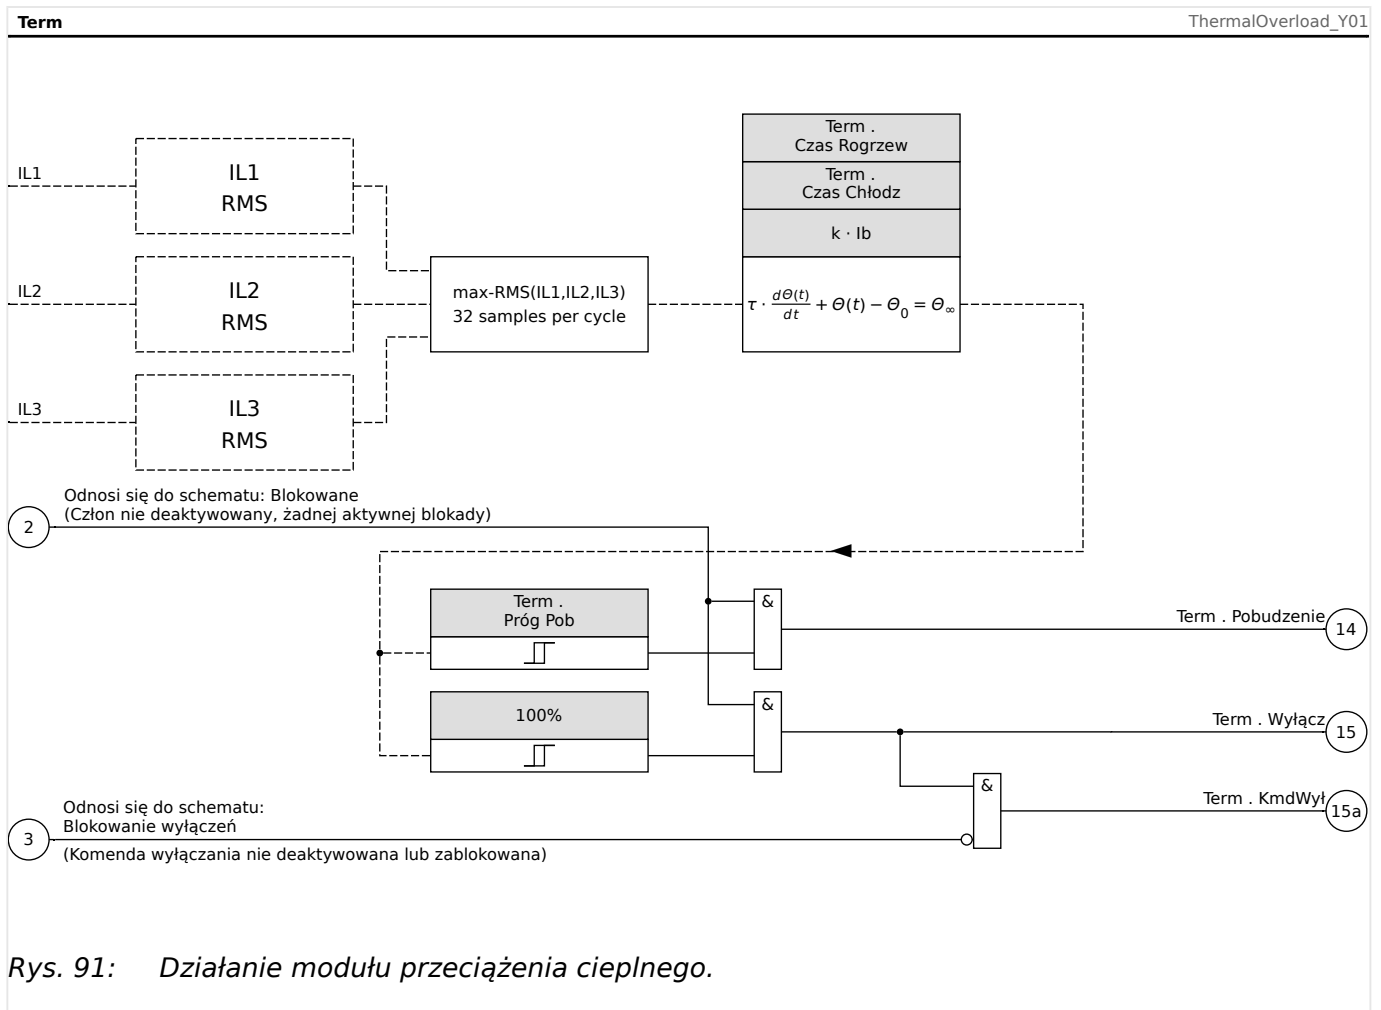 Term
ThermalOverload_Y01
Term .
Czas Rogrzew
Term .
Czas Chłodz
k · Ib
IL1
IL1
RMS
IL2
IL2
RMS
max-RMS(IL1,IL2,IL3)
32 samples per cycle
τ · dΘ(t)/dt + Θ(t) − Θ₀ = Θ∞
IL3
IL3
RMS
Odnosi się do schematu: Blokowane
(Człon nie deaktywowany, żadnej aktywnej blokady)
2
Term .
Próg Pob
&
Term . Pobudzenie
14
100%
&
Term . Wyłącz
15
&
Term . KmdWył
15a
Odnosi się do schematu:
Blokowanie wyłączeń
3
(Komenda wyłączania nie deaktywowana lub zablokowana)
Rys. 91: Działanie modułu przeciążenia cieplnego.